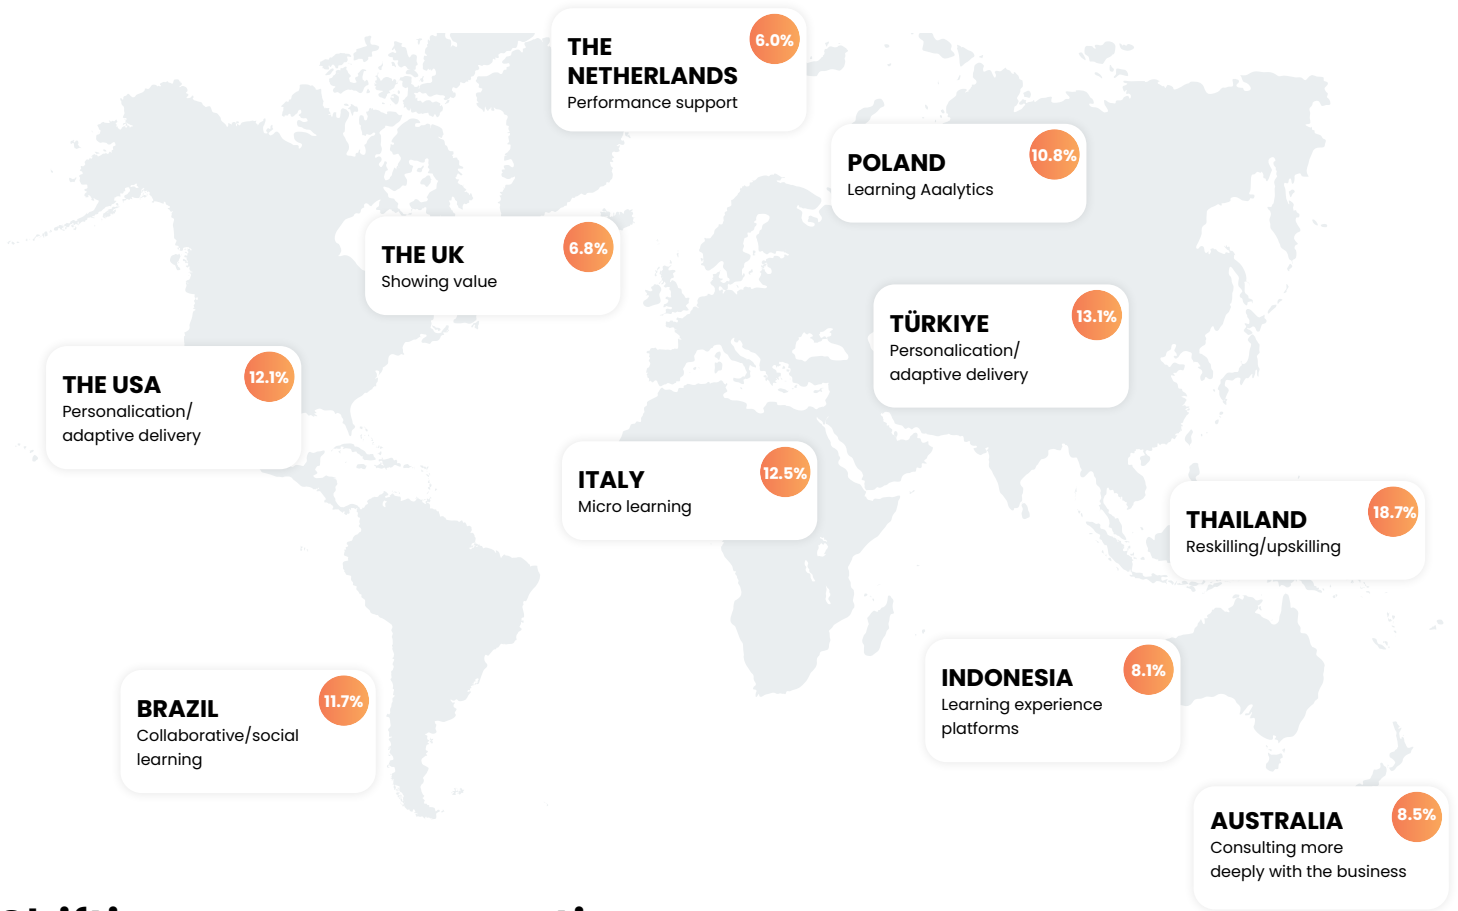 THE
NETHERLANDS
Performance support
6.0%
POLAND
Learning Aaalytics
10.8%
THE UK
Showing value
6.8%
TÜRKIYE
Personalication/
adaptive delivery
13.1%
THE USA
Personalication/
adaptive delivery
12.1%
ITALY
Micro learning
12.5%
THAILAND
Reskilling/upskilling
18.7%
INDONESIA
Learning experience
platforms
8.1%
BRAZIL
Collaborative/social
learning
11.7%
AUSTRALIA
Consulting more
deeply with the business
8.5%